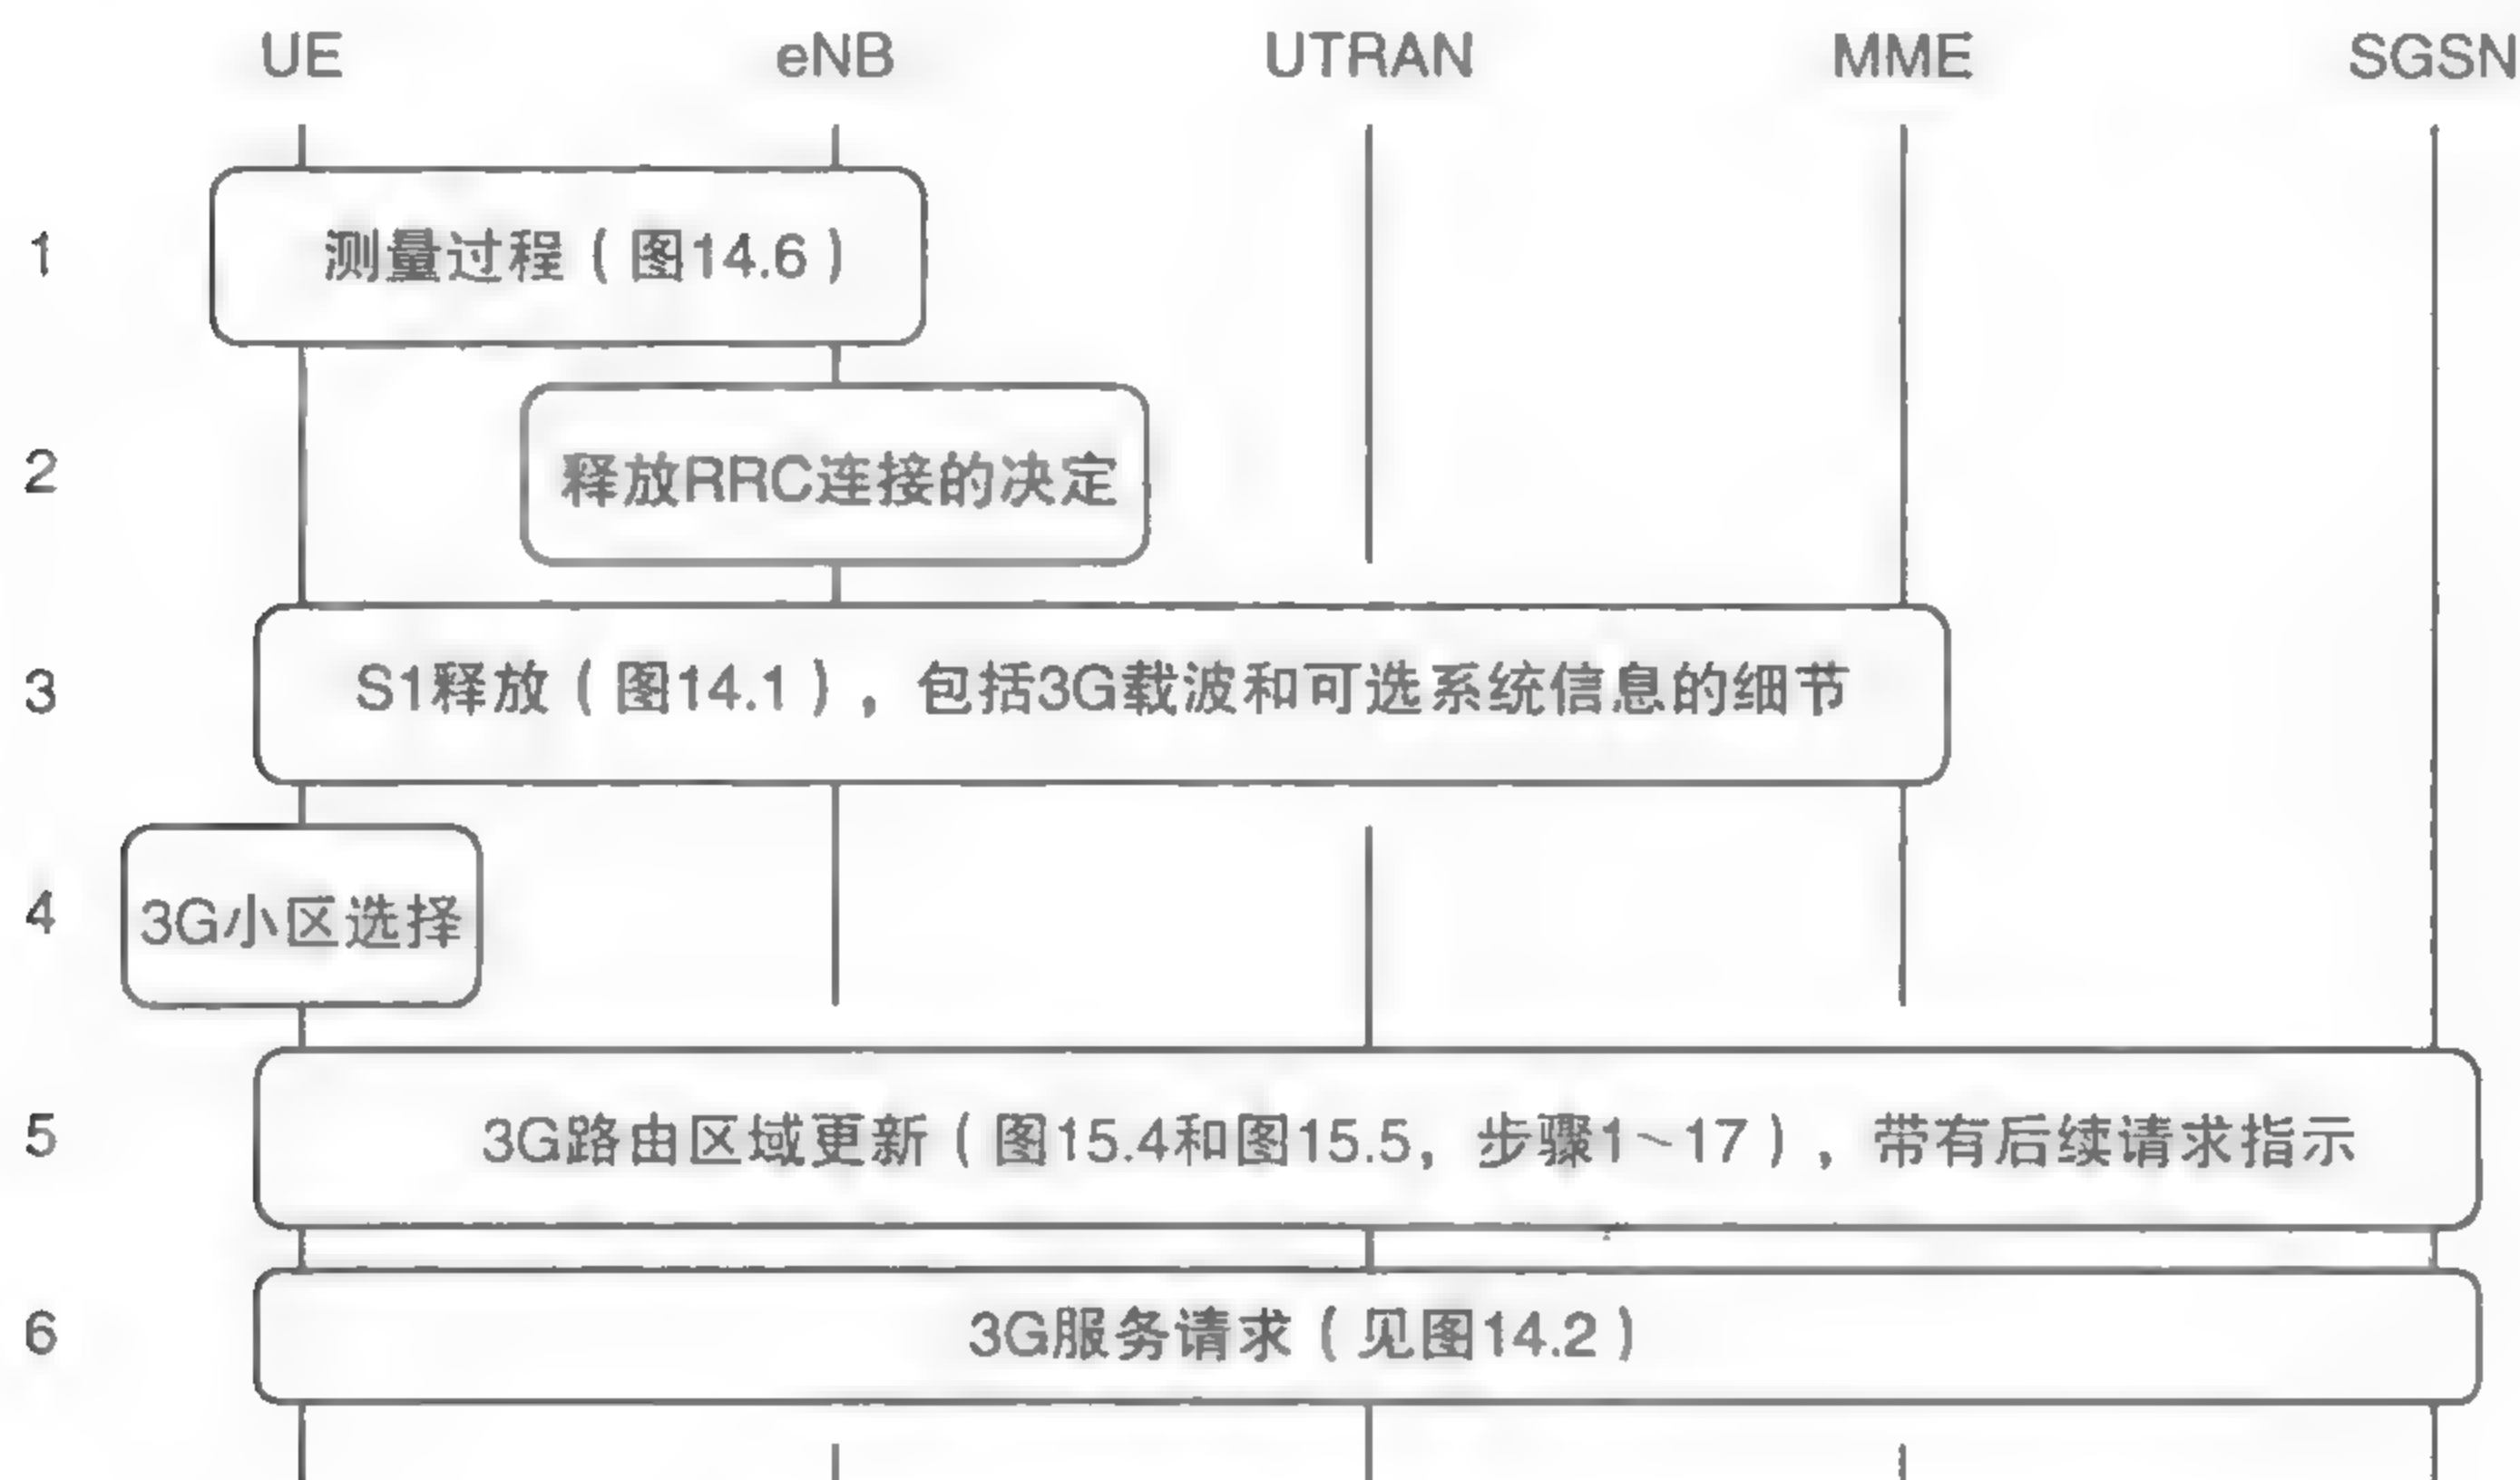 UE eNB UTRAN MME SGSN
1 测量过程（图14.6）
2 释放RRC连接的决定
3 S1释放（图14.1），包括3G载波和可选系统信息的细节
4 3G小区选择
5 3G路由区域更新（图15.4和图15.5，步骤1~17），带有后续请求指示
6 3G服务请求（见图14.2）